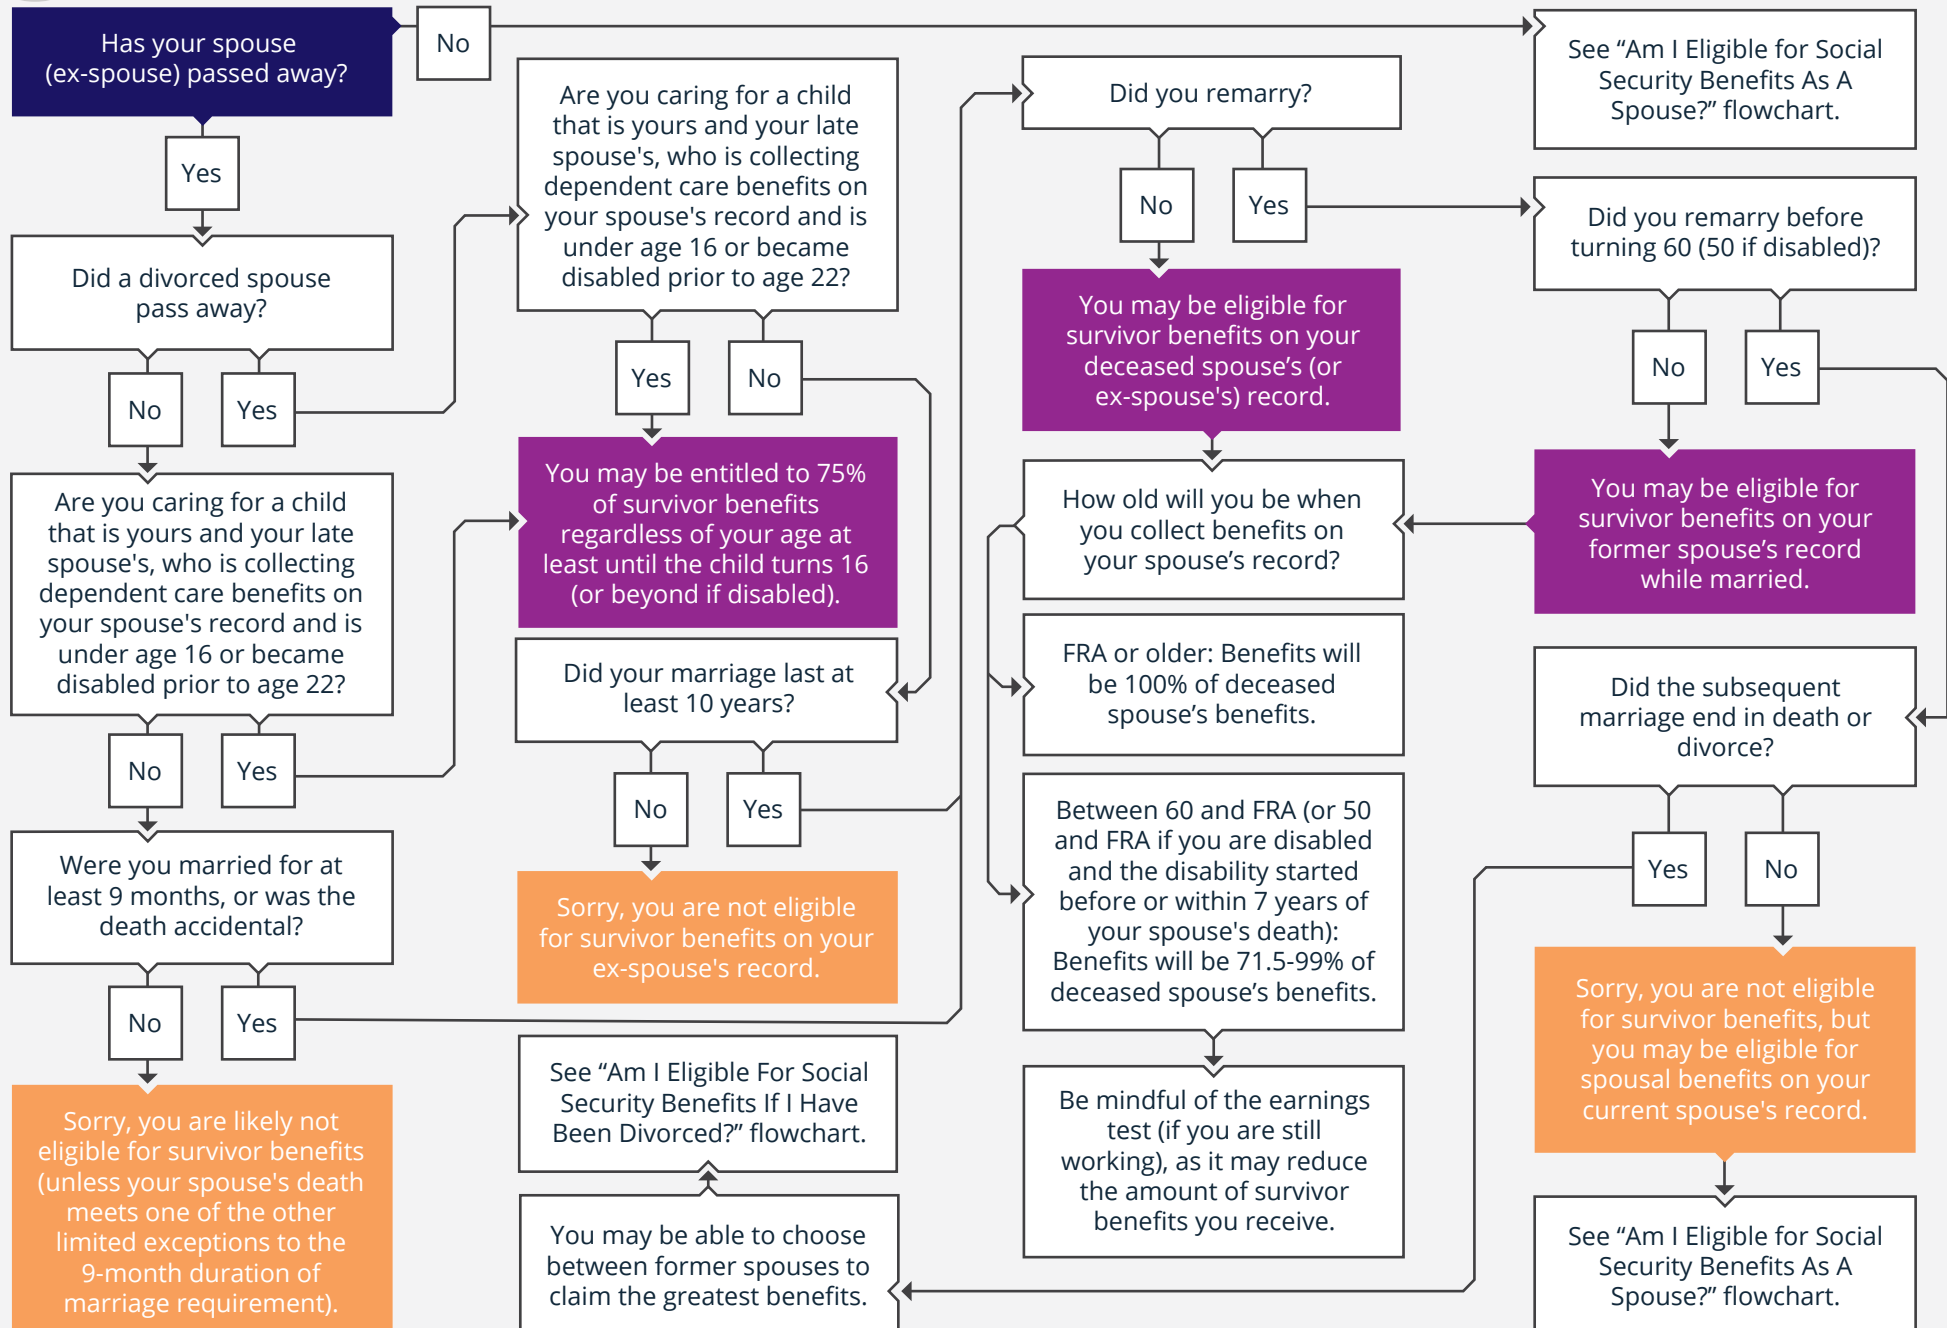 Has your spouse
(ex-spouse) passed away?
No
Yes
Did a divorced spouse
pass away?
No
Yes
Are you caring for a child
that is yours and your late
spouse's, who is collecting
dependent care benefits on
your spouse's record and is
under age 16 or became
disabled prior to age 22?
No
Yes
Were you married for at
least 9 months, or was the
death accidental?
No
Yes
Sorry, you are likely not
eligible for survivor benefits
(unless your spouse's death
meets one of the other
limited exceptions to the
9-month duration of
marriage requirement).
Are you caring for a child
that is yours and your late
spouse's, who is collecting
dependent care benefits on
your spouse's record and is
under age 16 or became
disabled prior to age 22?
Yes
No
You may be entitled to 75%
of survivor benefits
regardless of your age at
least until the child turns 16
(or beyond if disabled).
Did your marriage last at
least 10 years?
No
Yes
Sorry, you are not eligible
for survivor benefits on your
ex-spouse's record.
See “Am I Eligible For Social
Security Benefits If I Have
Been Divorced?” flowchart.
You may be able to choose
between former spouses to
claim the greatest benefits.
Did you remarry?
No
Yes
You may be eligible for
survivor benefits on your
deceased spouse’s (or
ex-spouse's) record.
How old will you be when
you collect benefits on
your spouse’s record?
FRA or older: Benefits will
be 100% of deceased
spouse’s benefits.
Between 60 and FRA (or 50
and FRA if you are disabled
and the disability started
before or within 7 years of
your spouse's death):
Benefits will be 71.5-99% of
deceased spouse’s benefits.
Be mindful of the earnings
test (if you are still
working), as it may reduce
the amount of survivor
benefits you receive.
See “Am I Eligible for Social
Security Benefits As A
Spouse?” flowchart.
Did you remarry before
turning 60 (50 if disabled)?
No
Yes
You may be eligible for
survivor benefits on your
former spouse’s record
while married.
Did the subsequent
marriage end in death or
divorce?
Yes
No
Sorry, you are not eligible
for survivor benefits, but
you may be eligible for
spousal benefits on your
current spouse's record.
See “Am I Eligible for Social
Security Benefits As A
Spouse?” flowchart.